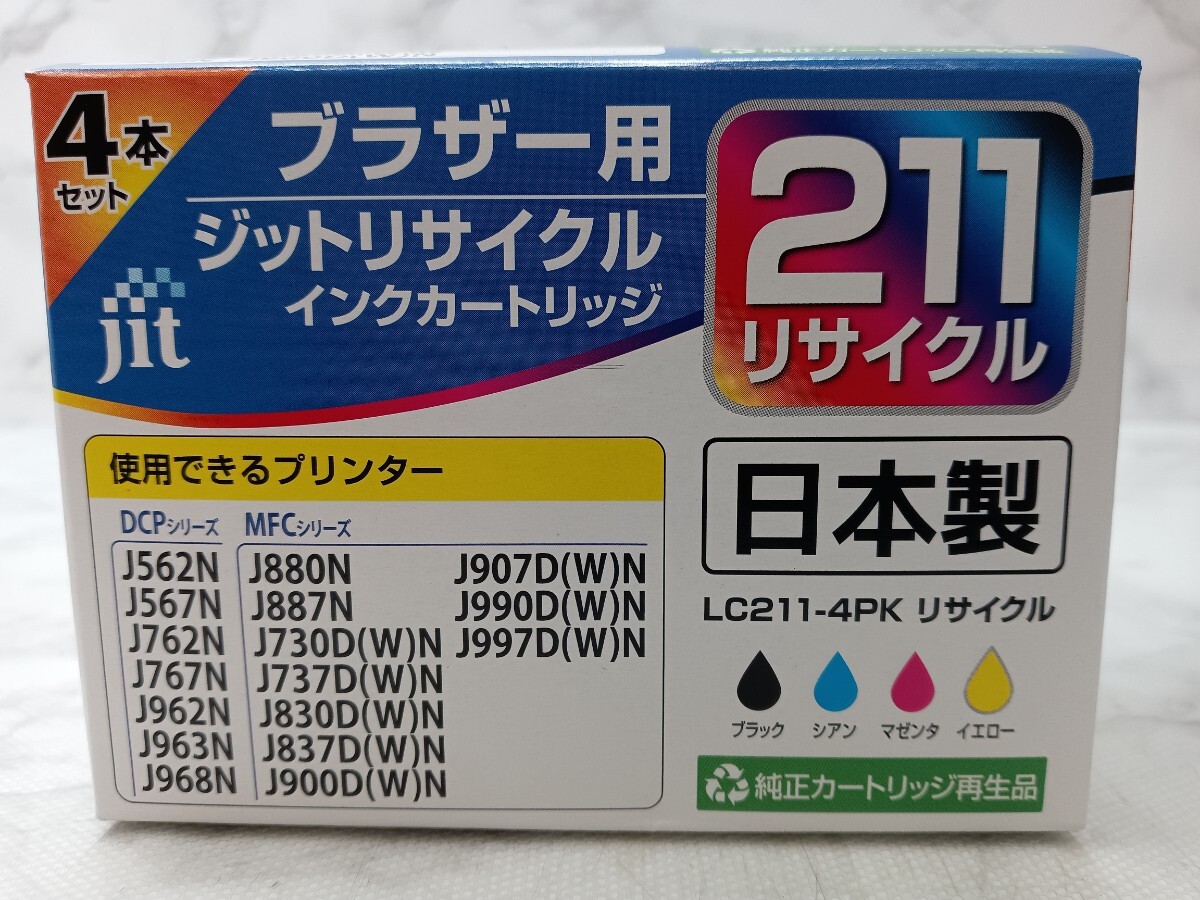 4本
セット
ブラザー用
ジットリサイクル
インクカートリッジ
jit
211
リサイクル
使用できるプリンター
DCPシリーズ
J562N
J567N
J762N
J767N
J962N
J963N
J968N
MFCシリーズ
J880N
J887N
J730D(W)N
J737D(W)N
J830D(W)N
J837D(W)N
J900D(W)N
J907D(W)N
J990D(W)N
J997D(W)N
日本製
LC211-4PK リサイクル
ブラック シアン マゼンタ イエロー
純正カートリッジ再生品